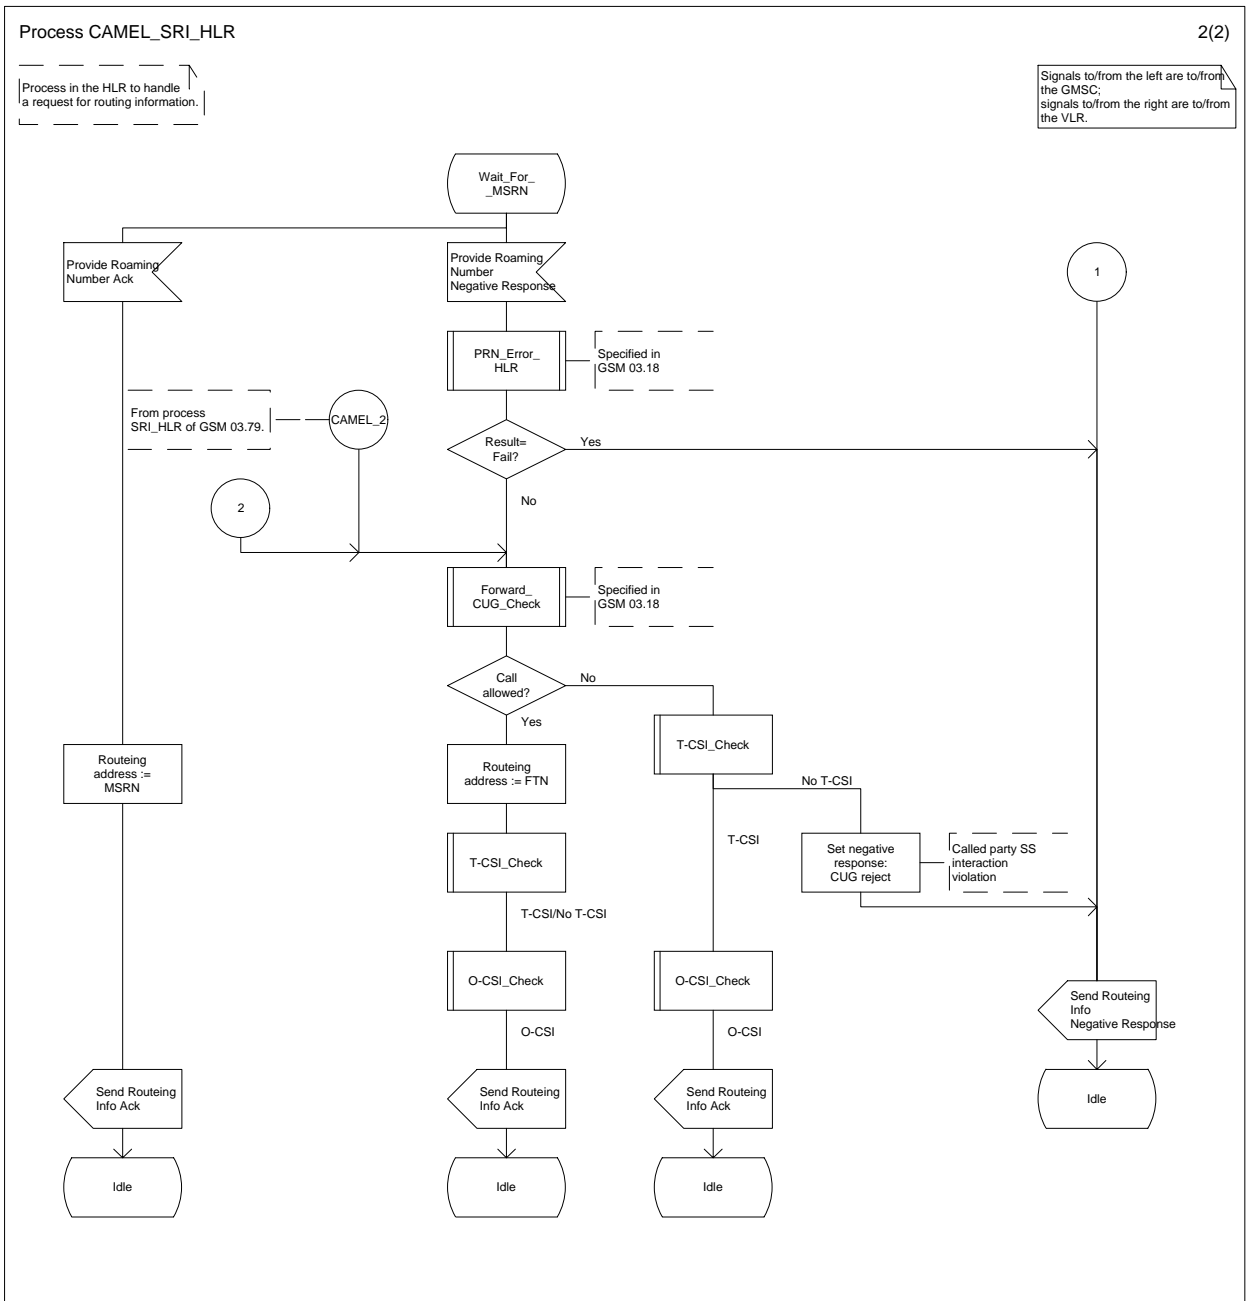 Process CAMEL_SRI_HLR
2(2)
Process in the HLR to handle
a request for routing information.
Signals to/from the left are to/from
the GMSC;
signals to/from the right are to/from
the VLR.
Wait_For_
_MSRN
Provide Roaming
Number Ack
Provide Roaming
Number
Negative Response
1
PRN_Error_
HLR
Specified in
GSM 03.18
From process
SRI_HLR of GSM 03.79.
CAMEL_2
Result=
Fail?
Yes
No
2
Forward_
CUG_Check
Specified in
GSM 03.18
Call
allowed?
No
Yes
Routeing
address :=
MSRN
Routeing
address := FTN
T-CSI_Check
No T-CSI
T-CSI
T-CSI_Check
Set negative
response:
CUG reject
Called party SS
interaction
violation
T-CSI/No T-CSI
O-CSI_Check
O-CSI_Check
Send Routeing
Info
Negative Response
O-CSI
O-CSI
Send Routeing
Info Ack
Send Routeing
Info Ack
Send Routeing
Info Ack
Idle
Idle
Idle
Idle